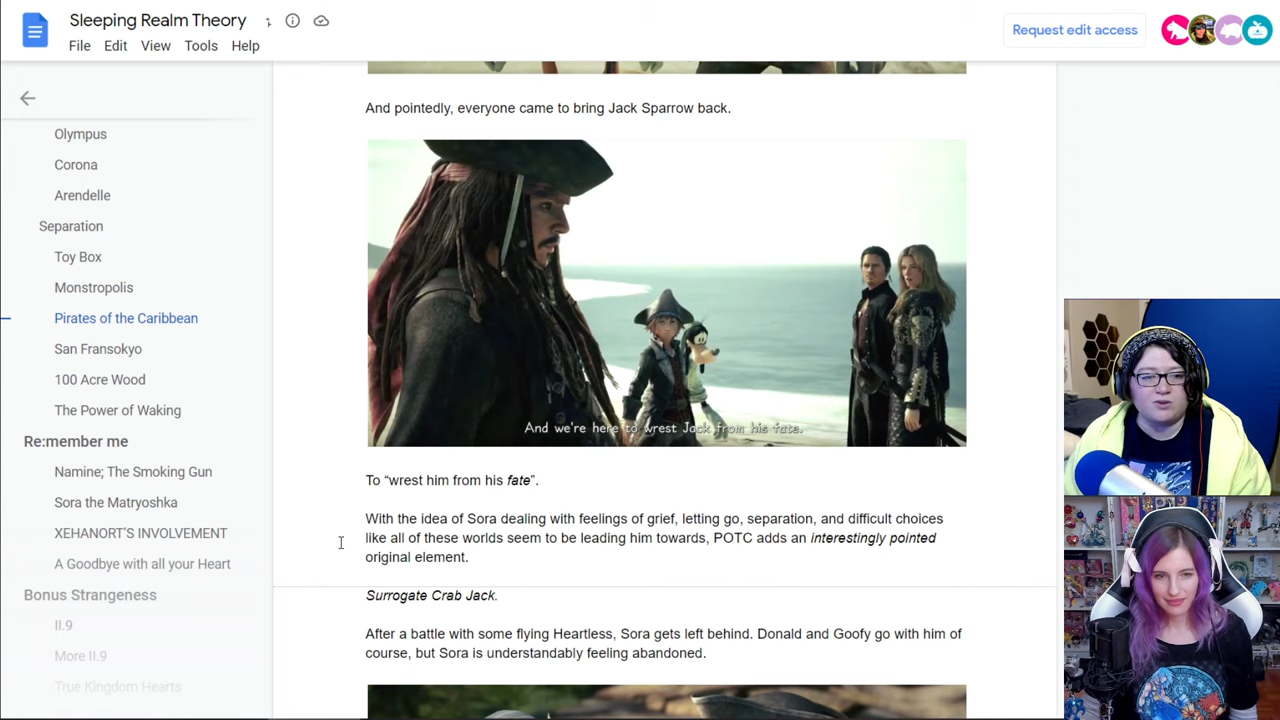 Sleeping Realm Theory
File Edit View Tools Help
Request edit access
Olympus
Corona
Arendelle
Separation
Toy Box
Monstropolis
Pirates of the Caribbean
San Fransokyo
100 Acre Wood
The Power of Waking
Re:member me
Namine; The Smoking Gun
Sora the Matryoshka
XEHANORT'S INVOLVEMENT
A Goodbye with all your Heart
Bonus Strangeness
II.9
More II.9
True Kingdom Hearts
And pointedly, everyone came to bring Jack Sparrow back.
And we're here to wrest Jack from his fate.
To “wrest him from his fate”.
With the idea of Sora dealing with feelings of grief, letting go, separation, and difficult choices
like all of these worlds seem to be leading him towards, POTC adds an interestingly pointed
original element.
Surrogate Crab Jack.
After a battle with some flying Heartless, Sora gets left behind. Donald and Goofy go with him of
course, but Sora is understandably feeling abandoned.